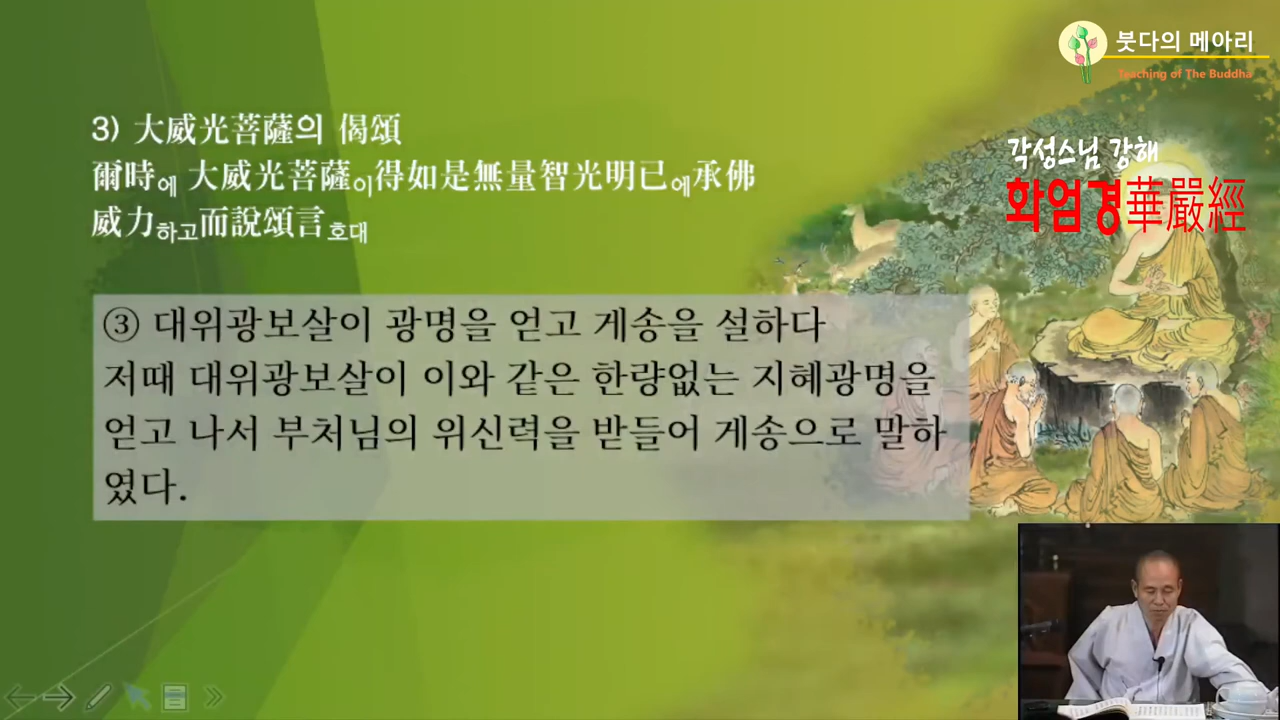 붓다의 메아리
Teaching of The Buddha
각성스님 강해
화엄경華嚴經
3) 大威光菩薩의 偈頌
爾時에 大威光菩薩이得如是無量智光明已에承佛
威力하고而說頌言호대
③ 대위광보살이 광명을 얻고 게송을 설하다
저때 대위광보살이 이와 같은 한량없는 지혜광명을
얻고 나서 부처님의 위신력을 받들어 게송으로 말하
였다.